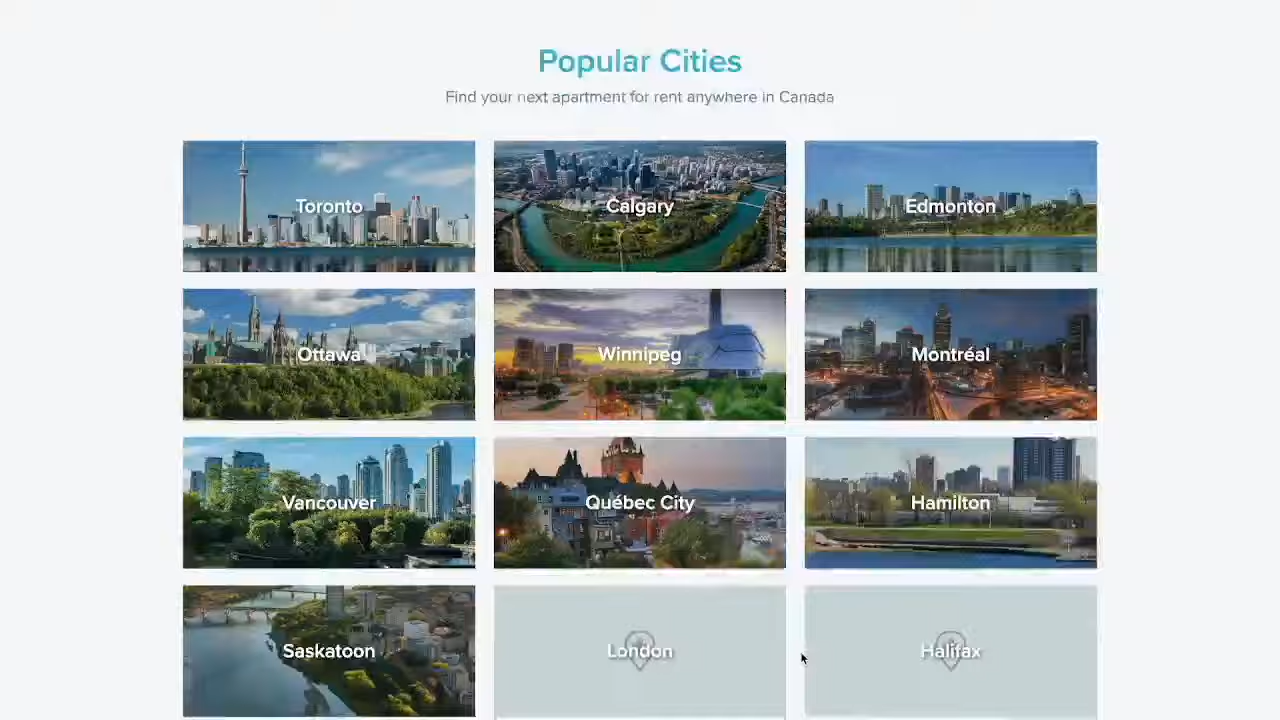 Popular Cities
Find your next apartment for rent anywhere in Canada
Toronto
Calgary
Edmonton
Ottawa
Winnipeg
Montréal
Vancouver
Québec City
Hamilton
Saskatoon
London
Halifax